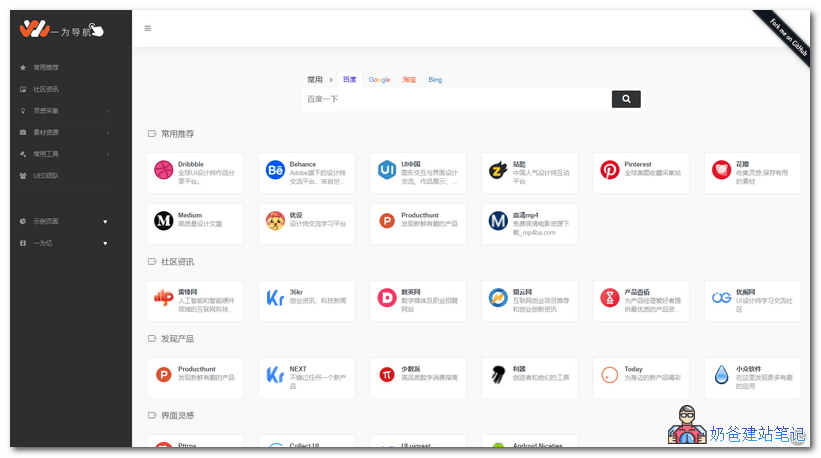 一为导航
Fork me on GitHub
常用推荐
社区资讯
灵感采集
素材资源
常用工具
UED团队
示例页面
一为忆
常用
百度
Google
淘宝
Bing
百度一下
常用推荐
Dribbble
全球UI设计师作品分
享平台。
Behance
Adobe旗下的设计师
交流平台，来自世...
UI中国
图形交互与界面设计
交流、作品展示、...
站酷
中国人气设计师互动
平台
Pinterest
全球美图收藏采集站
花瓣
收集灵感,保存有用
的素材
Medium
高质量设计文章
优设
设计师交流学习平台
Producthunt
发现新鲜有趣的产品
高清mp4
免费高清电影资源下
载_mp4ba.com
社区资讯
雷锋网
人工智能和智能硬件
领域的互联网科技...
36kr
创业资讯、科技新闻
数英网
数字媒体及职业招聘
网站
猎云网
互联网创业项目推荐
和创业创新资讯
产品壹佰
为产品经理爱好者提
供最优质的产品资...
优阁网
UI设计师学习交流社
区
发现产品
Producthunt
发现新鲜有趣的产品
NEXT
不错过任何一个新产
品
少数派
高品质数字消费指南
利器
创造者和他们的工具
Today
为身边的新产品喝彩
小众软件
在这里发现更多有趣
的应用
界面灵感
Pttrns
Collect UI
UI uigreat
Android Niceties
奶爸建站笔记